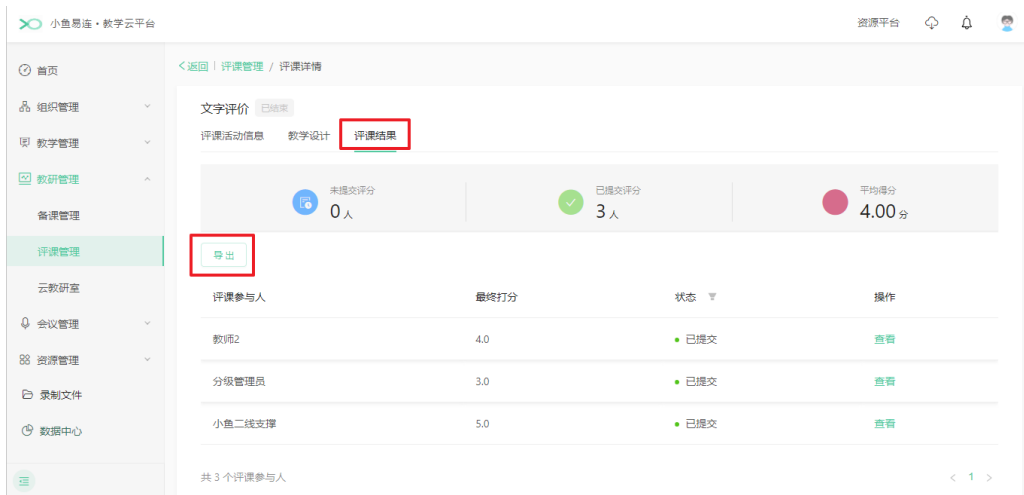 小鱼易连•教学云平台
资源平台
首页
组织管理
教学管理
教研管理
备课管理
评课管理
云教研室
会议管理
资源管理
录制文件
数据中心
<返回 | 评课管理 / 评课详情
文字评价 已结束
评课活动信息 教学设计 评课结果
未提交评分
0 人
已提交评分
3 人
平均得分
4.00 分
导出
评课参与人 最终打分 状态 操作
教师2 4.0 已提交 查看
分级管理员 3.0 已提交 查看
小鱼二线支撑 5.0 已提交 查看
共 3 个评课参与人
< 1 >